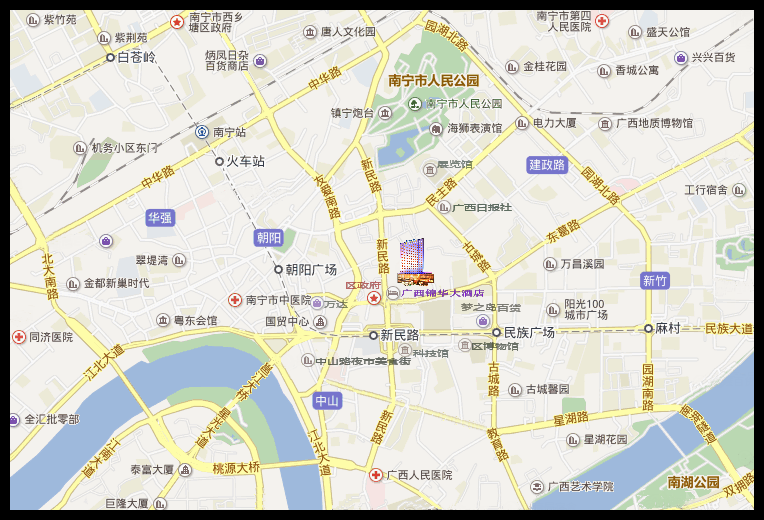 紫竹苑
南宁市西乡
塘区政府
唐人文化园
园湖北路
南宁市第四
人民医院
盛天公馆
紫荆苑
白苍岭
炳凤日杂
百货商店
兴兴百货
中华路
南宁市人民公园
金桂花园
香城公寓
南宁市人民公园
镇宁炮台
南宁站
海狮表演馆
电力大厦
广西地质博物馆
机务小区东门
火车站
新民路
展览馆
建政路
中华路
友爱南路
民主路
园湖北路
工行宿舍
华强
广西日报社
朝阳
新民路
古城路
东葛路
北大南路
翠堤湾
朝阳广场
万昌溪园
金都新巢时代
区政府
广西锦华大酒店
新竹
南宁市中医院
万达
梦之岛百货
阳光100
城市广场
粤东会馆
国贸中心
同济医院
新民路
民族广场
麻村
民族大道
江北大道
中山路夜市美食街
科技馆
区博物馆
古城路
园湖南路
中山
古城馨园
全汇批零部
星光大道
新民路
星湖路
江南大道
江北大道
教育路
星湖花园
泰富大厦
桃源大桥
广西人民医院
广西艺术学院
南湖公园
双拥路
巨隆大厦